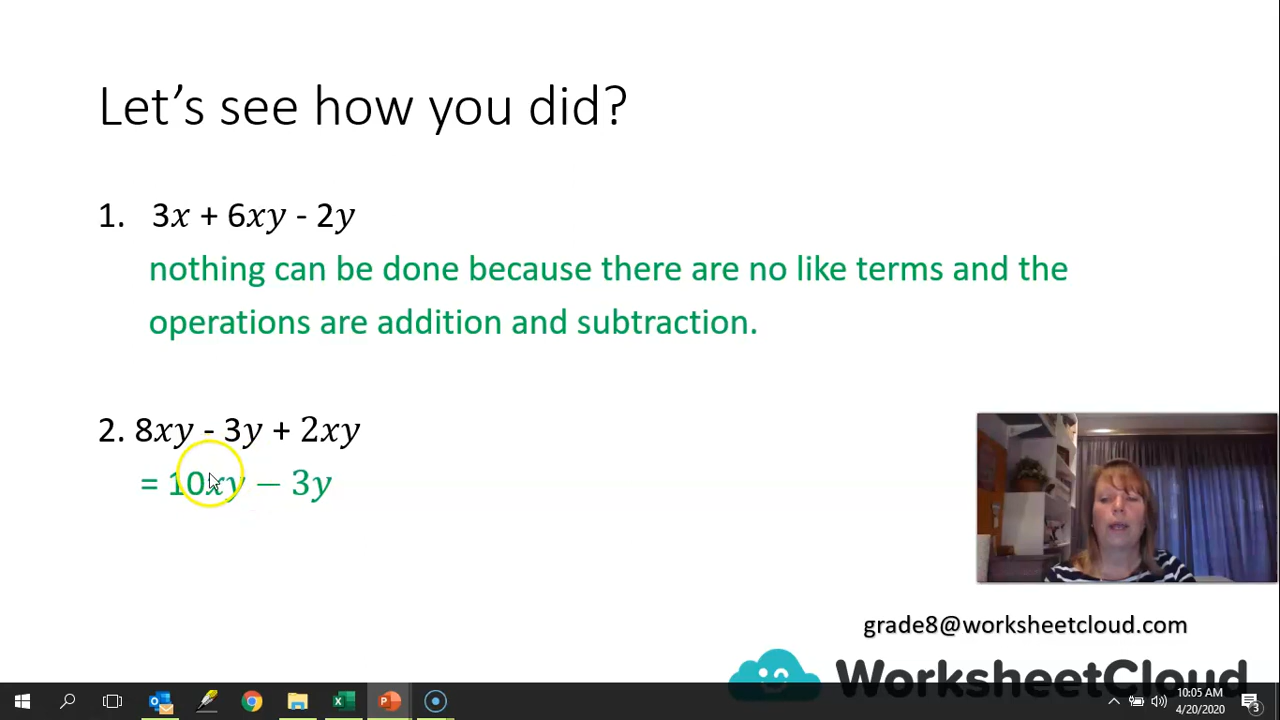 Let's see how you did?
1. 3x + 6xy - 2y
nothing can be done because there are no like terms and the
operations are addition and subtraction.
2. 8xy - 3y + 2xy
= 10xy − 3y
grade8@worksheetcloud.com
WorksheetCloud
10:05 AM
4/20/2020
3